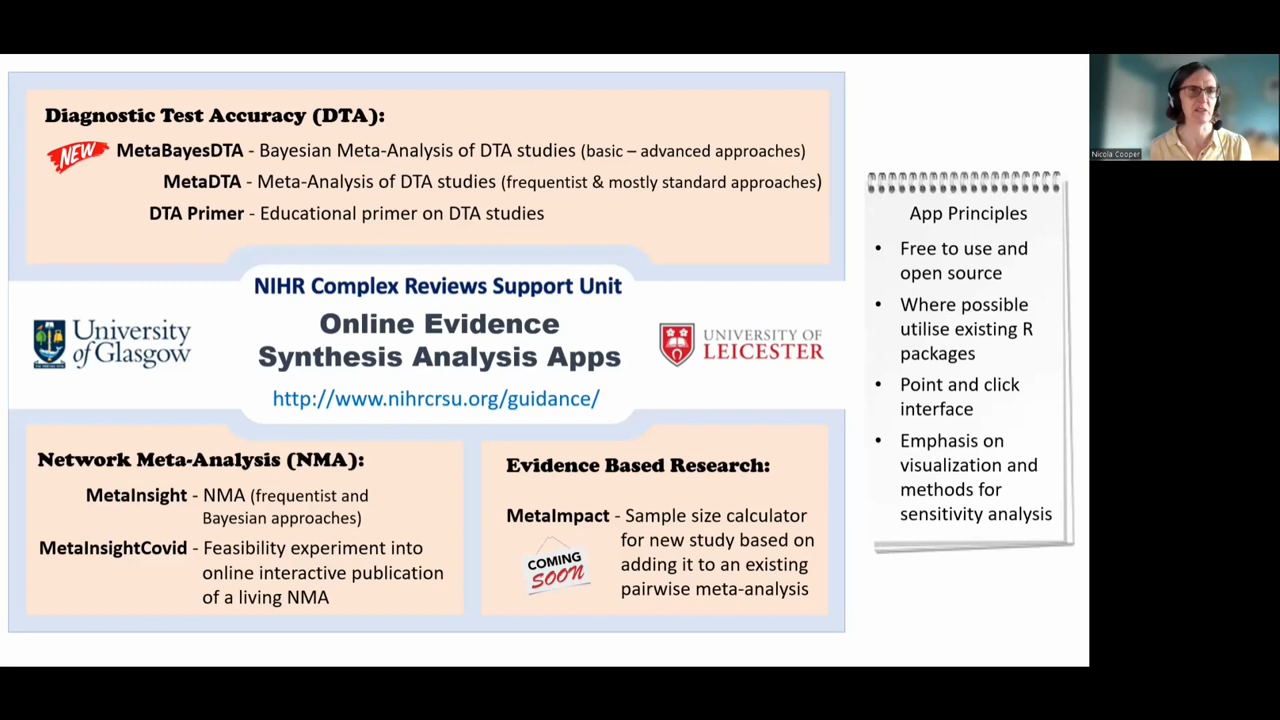 Diagnostic Test Accuracy (DTA):
NEW
MetaBayesDTA - Bayesian Meta-Analysis of DTA studies (basic – advanced approaches)
MetaDTA - Meta-Analysis of DTA studies (frequentist & mostly standard approaches)
DTA Primer - Educational primer on DTA studies
NIHR Complex Reviews Support Unit
Online Evidence
Synthesis Analysis Apps
http://www.nihrcrsu.org/guidance/
University
of Glasgow
UNIVERSITY OF
LEICESTER
Network Meta-Analysis (NMA):
MetaInsight - NMA (frequentist and
Bayesian approaches)
MetaInsightCovid - Feasibility experiment into
online interactive publication
of a living NMA
Evidence Based Research:
MetaImpact - Sample size calculator
for new study based on
adding it to an existing
pairwise meta-analysis
COMING
SOON
App Principles
• Free to use and
open source
• Where possible
utilise existing R
packages
• Point and click
interface
• Emphasis on
visualization and
methods for
sensitivity analysis
Nicola Cooper